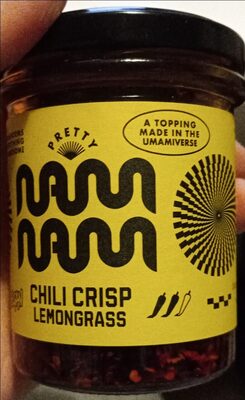 PRETTY
NAM
NAM
A TOPPING
MADE IN THE
UMAMIVERSE
CHILI CRISP
LEMONGRASS